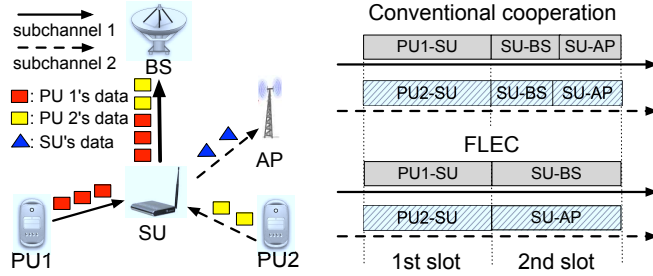 subchannel 1
subchannel 2
: PU 1's data
: PU 2's data
: SU's data
BS
AP
SU
PU1
PU2
Conventional cooperation
PU1-SU SU-BS SU-AP
PU2-SU SU-BS SU-AP
FLEC
PU1-SU SU-BS
PU2-SU SU-AP
1st slot 2nd slot